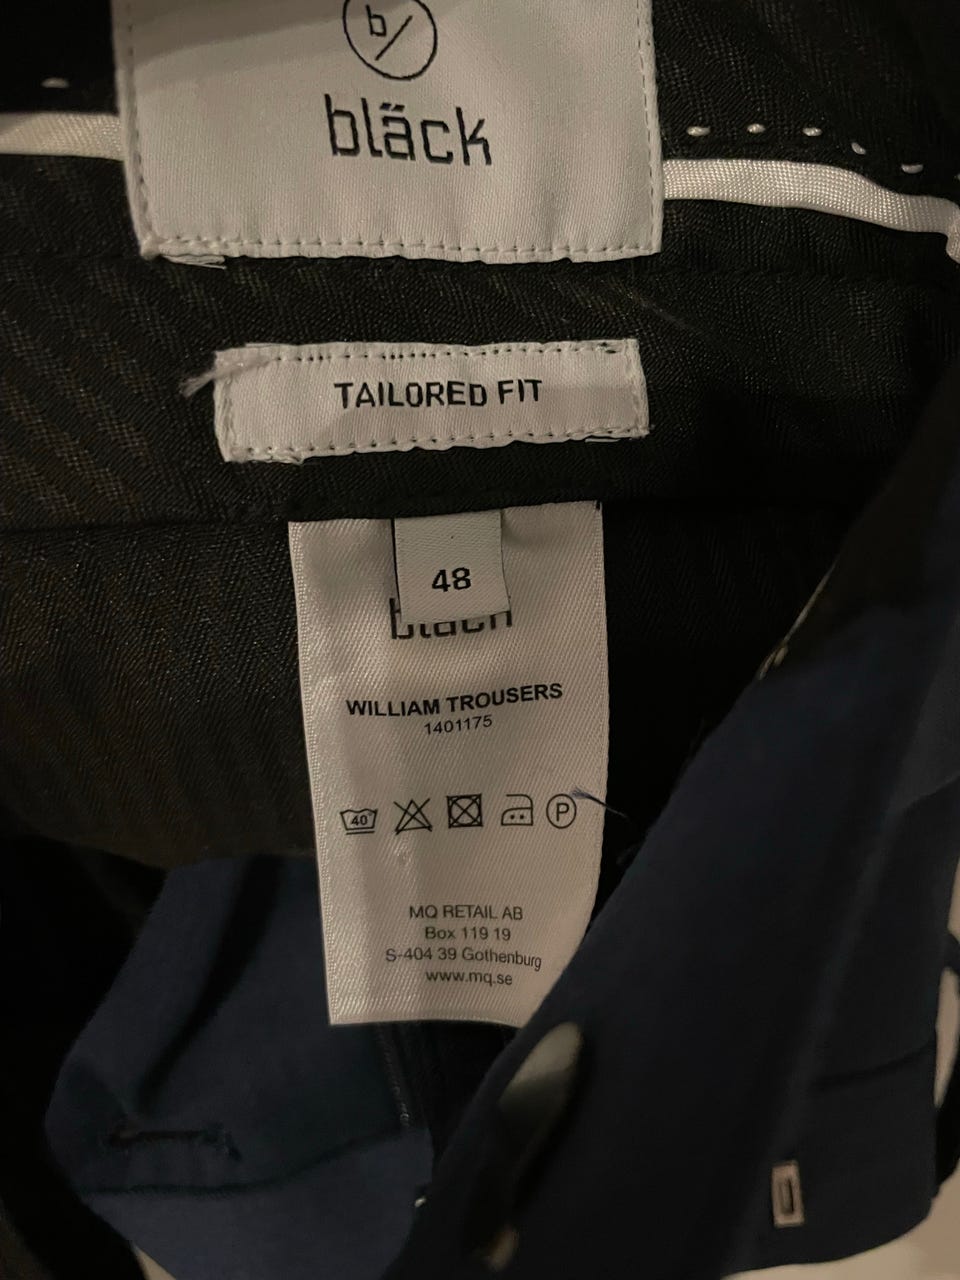 b/
bläck
TAILORED FIT
48
bläck
WILLIAM TROUSERS
1401175
40
P
MQ RETAIL AB
Box 119 19
S-404 39 Gothenburg
www.mq.se